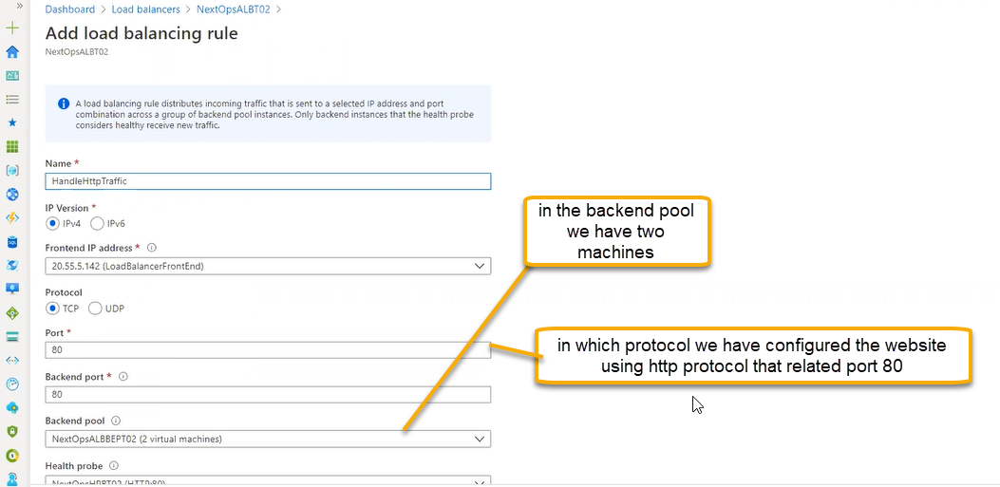 Dashboard > Load balancers > NextOpsALBT02 >
Add load balancing rule
NextOpsALBT02
A load balancing rule distributes incoming traffic that is sent to a selected IP address and port
combination across a group of backend pool instances. Only backend instances that the health probe
considers healthy receive new traffic.
Name *
HandleHttpTraffic
IP Version *
IPv4 IPv6
Frontend IP address *
20.55.5.142 (LoadBalancerFrontEnd)
Protocol
TCP UDP
Port *
80
Backend port *
80
Backend pool
NextOpsALBBEPT02 (2 virtual machines)
Health probe
NextOpsHPBT02 (HTTP:80)
in the backend pool
we have two
machines
in which protocol we have configured the website
using http protocol that related port 80